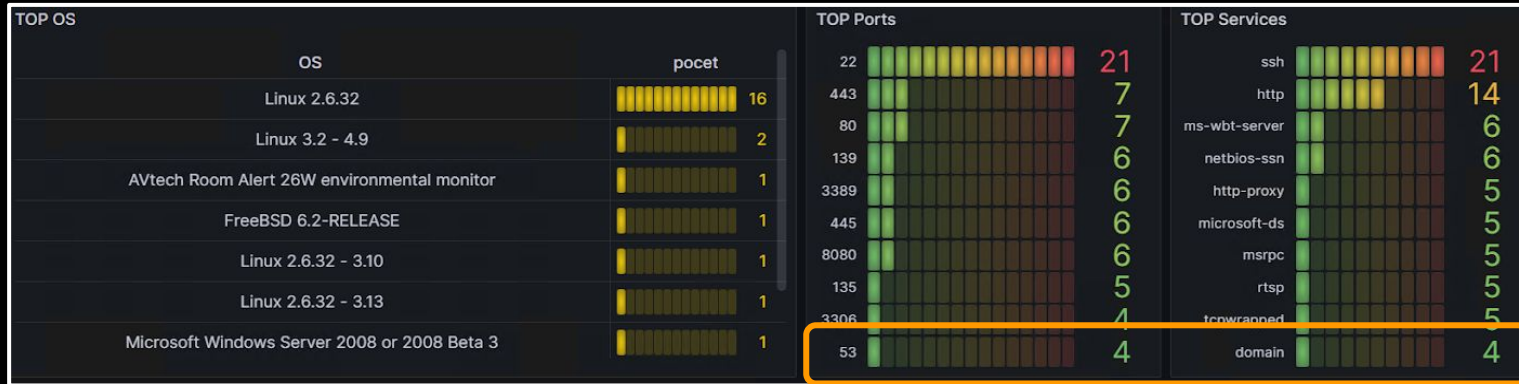 TOP OS
OS pocet
Linux 2.6.32 16
Linux 3.2 - 4.9 2
AVtech Room Alert 26W environmental monitor 1
FreeBSD 6.2-RELEASE 1
Linux 2.6.32 - 3.10 1
Linux 2.6.32 - 3.13 1
Microsoft Windows Server 2008 or 2008 Beta 3 1
TOP Ports
22 21
443 7
80 7
139 6
3389 6
445 6
8080 6
135 5
3306 4
53 4
TOP Services
ssh 21
http 14
ms-wbt-server 6
netbios-ssn 6
http-proxy 5
microsoft-ds 5
msrpc 5
rtsp 5
tcpwrapped 5
domain 4